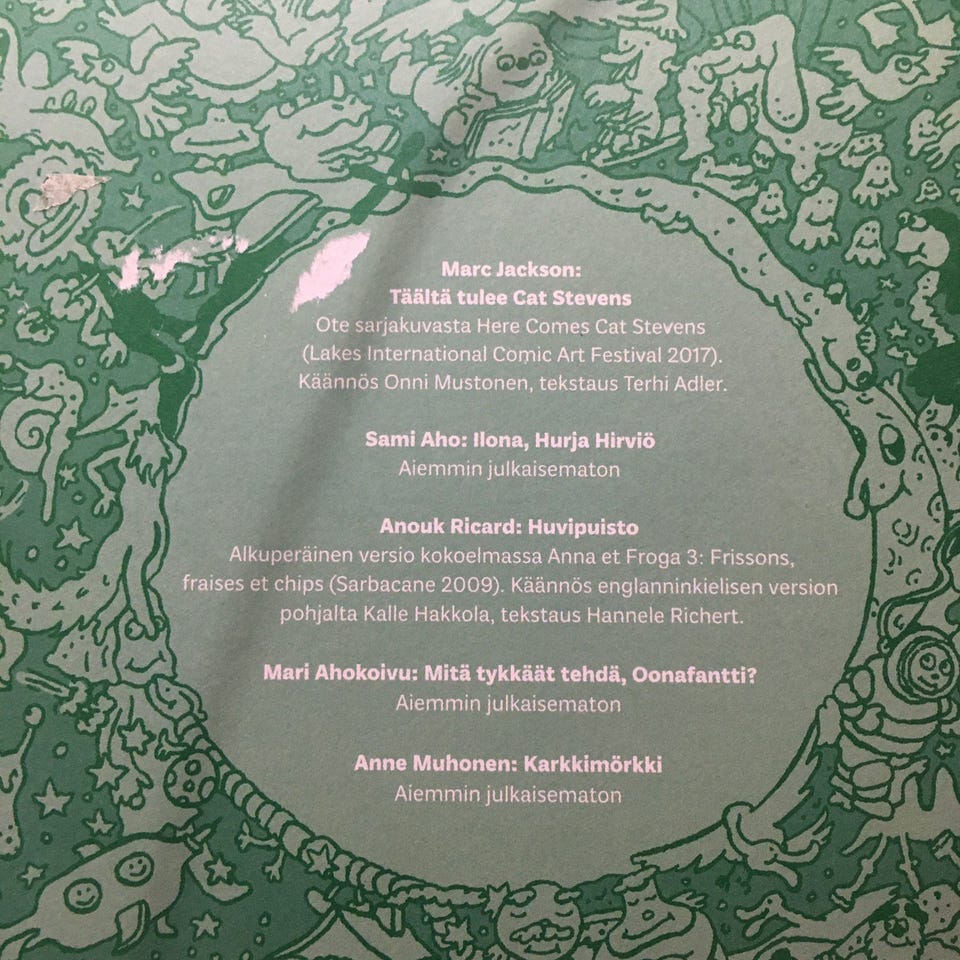 Marc Jackson:
Täältä tulee Cat Stevens
Ote sarjakuvasta Here Comes Cat Stevens
(Lakes International Comic Art Festival 2017).
Käännös Onni Mustonen, tekstaus Terhi Adler.
Sami Aho: Ilona, Hurja Hirviö
Aiemmin julkaisematon
Anouk Ricard: Huvipuisto
Alkuperäinen versio kokoelmassa Anna et Froga 3: Frissons,
fraises et chips (Sarbacane 2009). Käännös englanninkielisen version
pohjalta Kalle Hakkola, tekstaus Hannele Richert.
Mari Ahokoivu: Mitä tykkäät tehdä, Oonafantti?
Aiemmin julkaisematon
Anne Muhonen: Karkkimörkki
Aiemmin julkaisematon